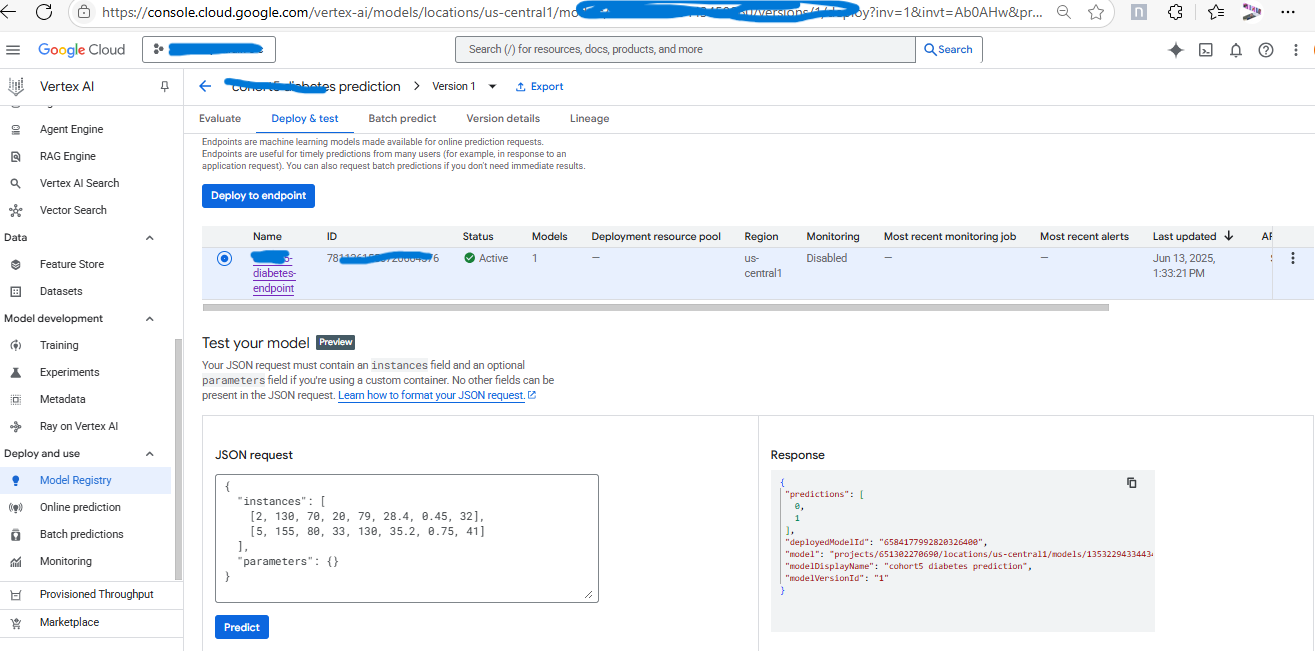 https://console.cloud.google.com/vertex-ai/models/locations/us-central1/mo
/versions/1/deploy?inv=1&invt=Ab0AHw&pr...
Google Cloud
Search (/) for resources, docs, products, and more
Search
Vertex AI
cohort5 diabetes prediction
Version 1
Export
Evaluate
Deploy & test
Batch predict
Version details
Lineage
Agent Engine
RAG Engine
Vertex AI Search
Vector Search
Data
Feature Store
Datasets
Model development
Training
Experiments
Metadata
Ray on Vertex AI
Deploy and use
Model Registry
Online prediction
Batch predictions
Monitoring
Provisioned Throughput
Marketplace
Endpoints are machine learning models made available for online prediction requests.
Endpoints are useful for timely predictions from many users (for example, in response to an
application request). You can also request batch predictions if you don't need immediate results.
Deploy to endpoint
Name ID Status Models Deployment resource pool Region Monitoring Most recent monitoring job Most recent alerts Last updated
diabetes-
endpoint
Active 1 — us-
central1
Disabled — — Jun 13, 2025,
1:33:21 PM
Test your model Preview
Your JSON request must contain an instances field and an optional
parameters field if you're using a custom container. No other fields can be
present in the JSON request. Learn how to format your JSON request.
JSON request
{
"instances": [
[2, 130, 70, 20, 79, 28.4, 0.45, 32],
[5, 155, 80, 33, 130, 35.2, 0.75, 41]
],
"parameters": {}
}
Predict
Response
{
"predictions": [
0,
1
],
"deployedModelId": "6584177992820326400",
"model": "projects/651302270690/locations/us-central1/models/1353229433443
"modelDisplayName": "cohort5 diabetes prediction",
"modelVersionId": "1"
}